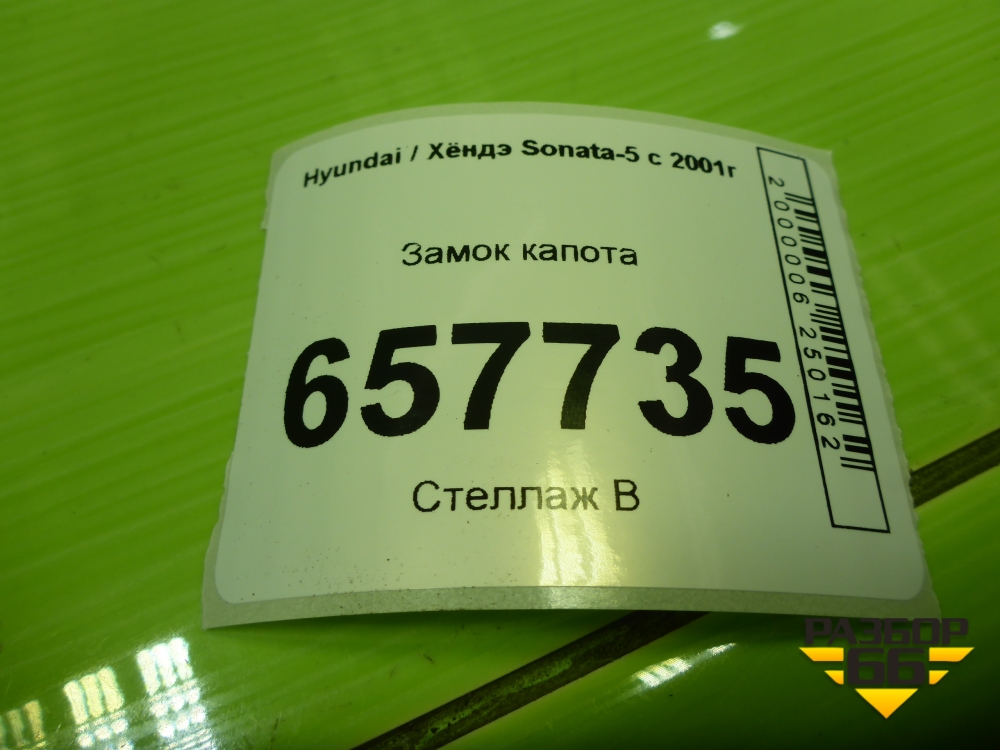 Hyundai / Хёндэ Sonata-5 с 2001г
Замок капота
657735
Стеллаж В
2000006250162
РАЗБОР
66